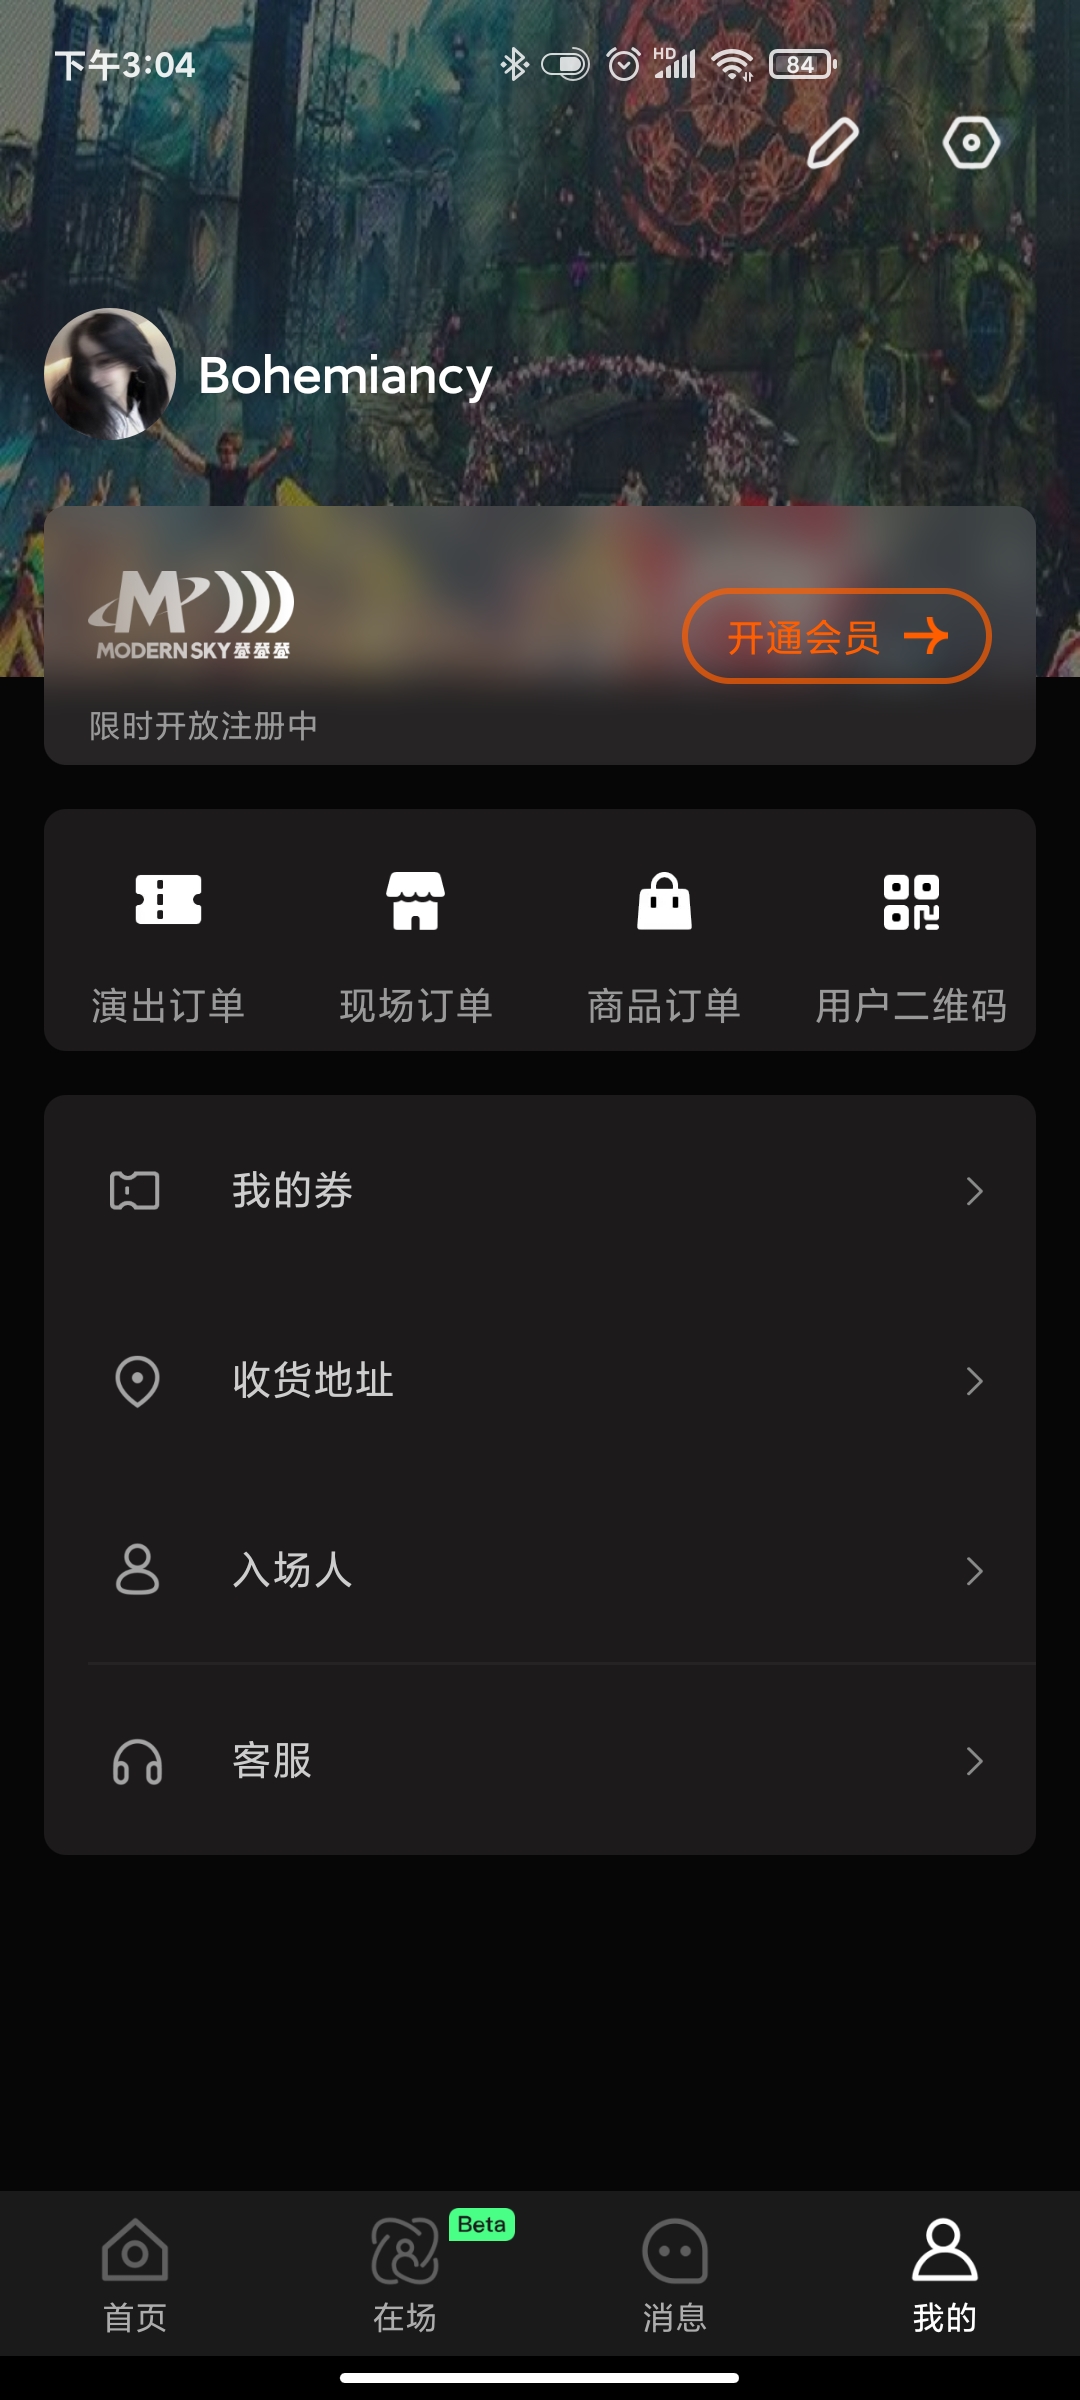 下午3:04
HD
84
Bohemiancy
MODERN SKY
开通会员
限时开放注册中
演出订单 现场订单 商品订单 用户二维码
我的券
收货地址
入场人
客服
Beta
首页 在场 消息 我的